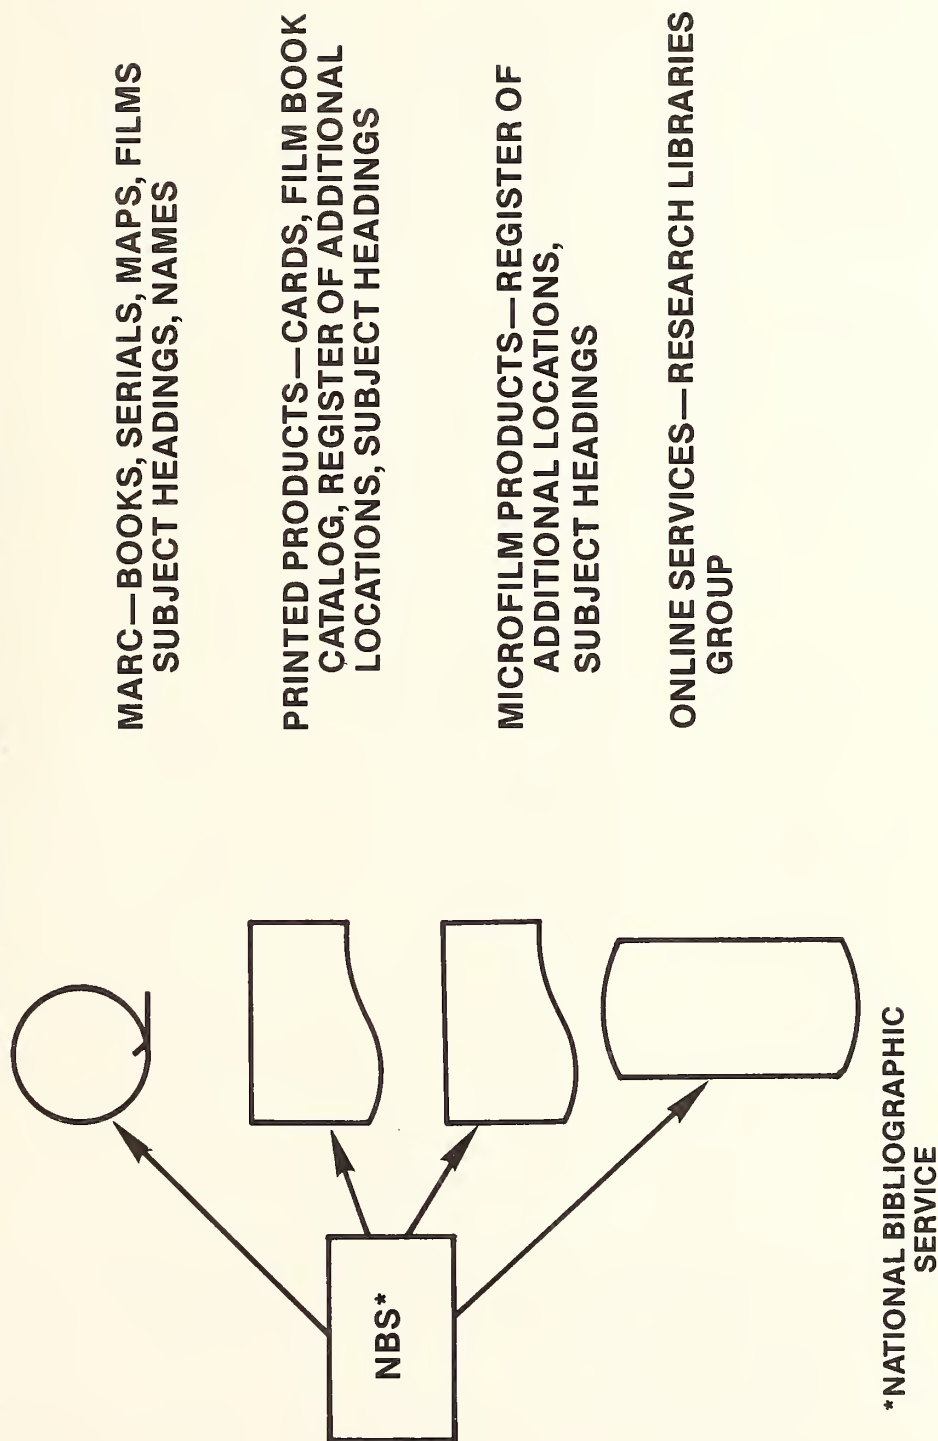 MARC—BOOKS, SERIALS, MAPS, FILMS
SUBJECT HEADINGS, NAMES
PRINTED PRODUCTS—CARDS, FILM BOOK
CATALOG, REGISTER OF ADDITIONAL
LOCATIONS, SUBJECT HEADINGS
MICROFILM PRODUCTS—REGISTER OF
ADDITIONAL LOCATIONS,
SUBJECT HEADINGS
ONLINE SERVICES—RESEARCH LIBRARIES
GROUP
NBS*
*NATIONAL BIBLIOGRAPHIC
SERVICE